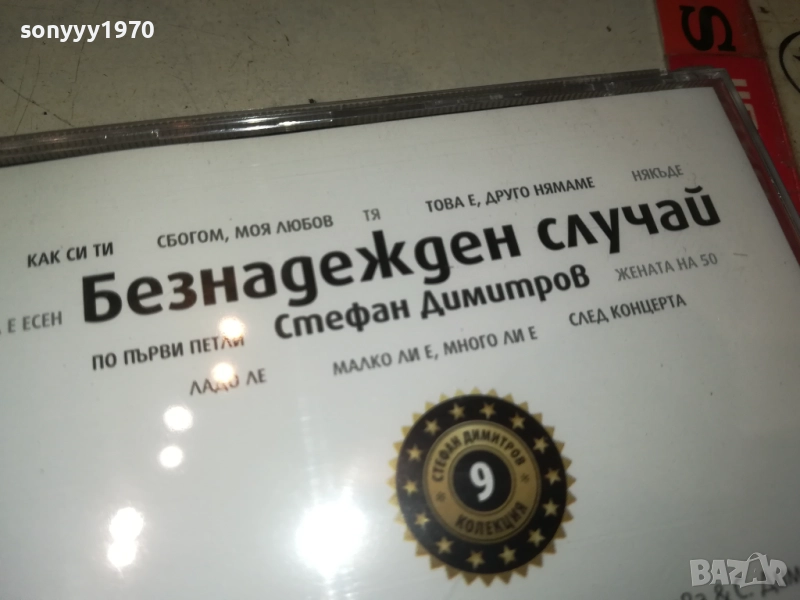 sonyyy1970
S
КАК СИ ТИ
СБОГОМ, МОЯ ЛЮБОВ
ТЯ
ТОВА Е, ДРУГО НЯМАМЕ
НЯКЪДЕ
Е ЕСЕН
Безнадежден случай
Стефан Димитров
ЖЕНАТА НА 50
ПО ПЪРВИ ПЕТЛИ
ЛАДО ЛЕ
МАЛКО ЛИ Е, МНОГО ЛИ Е
СЛЕД КОНЦЕРТА
СТЕФАН ДИМИТРОВ
9
КОЛЕКЦИЯ
BAZAR